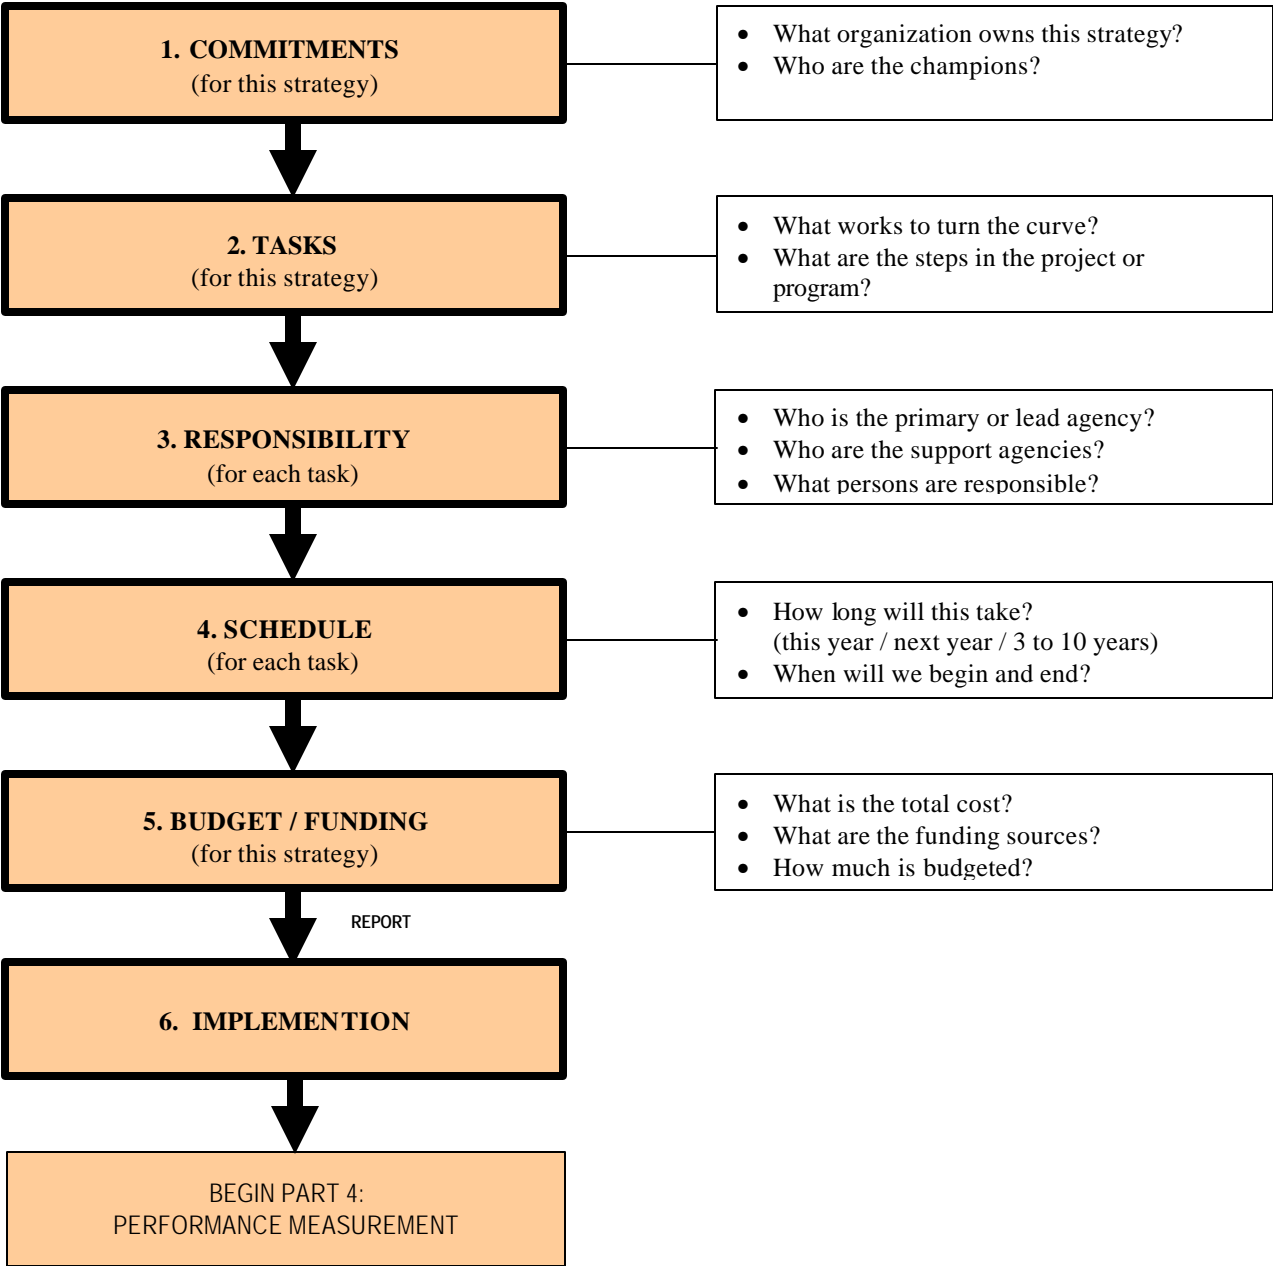 1. COMMITMENTS
(for this strategy)
• What organization owns this strategy?
• Who are the champions?
2. TASKS
(for this strategy)
• What works to turn the curve?
• What are the steps in the project or
program?
3. RESPONSIBILITY
(for each task)
• Who is the primary or lead agency?
• Who are the support agencies?
• What persons are responsible?
4. SCHEDULE
(for each task)
• How long will this take?
(this year / next year / 3 to 10 years)
• When will we begin and end?
5. BUDGET / FUNDING
(for this strategy)
• What is the total cost?
• What are the funding sources?
• How much is budgeted?
REPORT
6. IMPLEMENTION
BEGIN PART 4:
PERFORMANCE MEASUREMENT